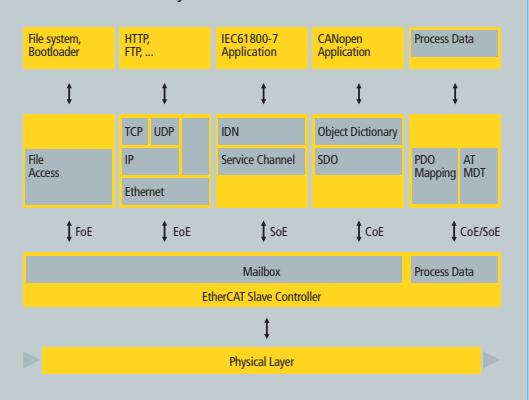 File system,
Bootloader
HTTP,
FTP, ...
IEC61800-7
Application
CANopen
Application
Process Data
File
Access
TCP
UDP
IP
Ethernet
IDN
Service Channel
Object Dictionary
SDO
PDO
Mapping
AT
MDT
FoE
EoE
SoE
CoE
CoE/SoE
Mailbox
Process Data
EtherCAT Slave Controller
Physical Layer